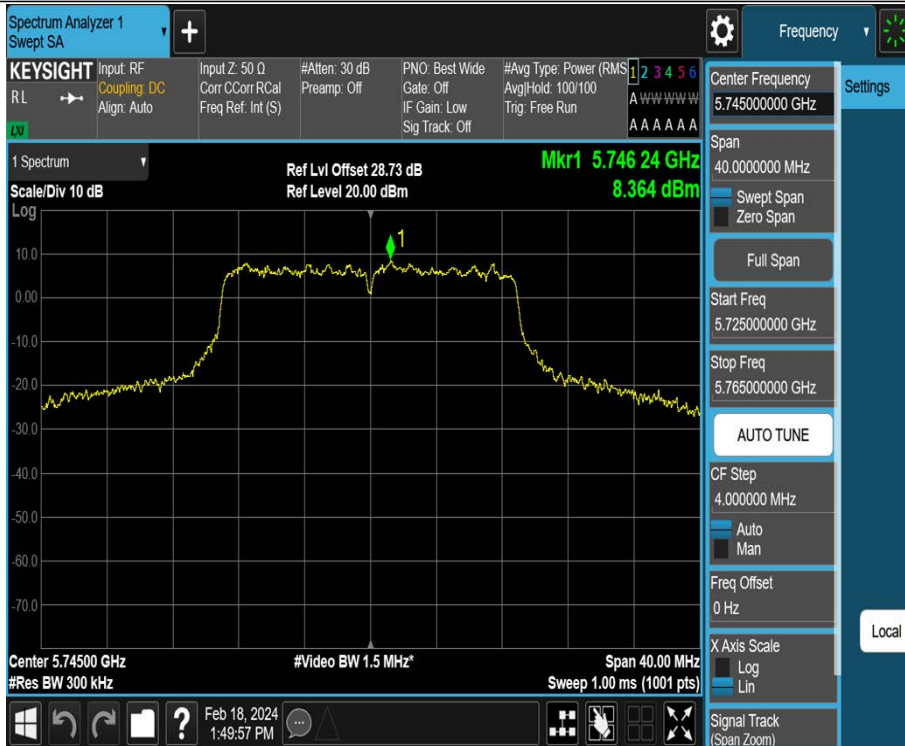 Spectrum Analyzer 1
Swept SA
Frequency
KEYSIGHT
R L
LXI
Input: RF
Coupling: DC
Align: Auto
Input Z: 50 Ω
Corr CCorr RCal
Freq Ref: Int (S)
#Atten: 30 dB
Preamp: Off
PNO: Best Wide
Gate: Off
IF Gain: Low
Sig Track: Off
#Avg Type: Power (RMS
Avg|Hold: 100/100
Trig: Free Run
1 2 3 4 5 6
A W W W W W
A A A A A A
1 Spectrum
Scale/Div 10 dB
Log
Ref Lvl Offset 28.73 dB
Ref Level 20.00 dBm
Mkr1 5.746 24 GHz
8.364 dBm
1
10.0
0.00
-10.0
-20.0
-30.0
-40.0
-50.0
-60.0
-70.0
Center 5.74500 GHz
#Res BW 300 kHz
#Video BW 1.5 MHz*
Span 40.00 MHz
Sweep 1.00 ms (1001 pts)
Feb 18, 2024
1:49:57 PM
Center Frequency
5.745000000 GHz
Span
40.0000000 MHz
Swept Span
Zero Span
Full Span
Start Freq
5.725000000 GHz
Stop Freq
5.765000000 GHz
AUTO TUNE
CF Step
4.000000 MHz
Auto
Man
Freq Offset
0 Hz
X Axis Scale
Log
Lin
Signal Track
(Span Zoom)
Settings
Local